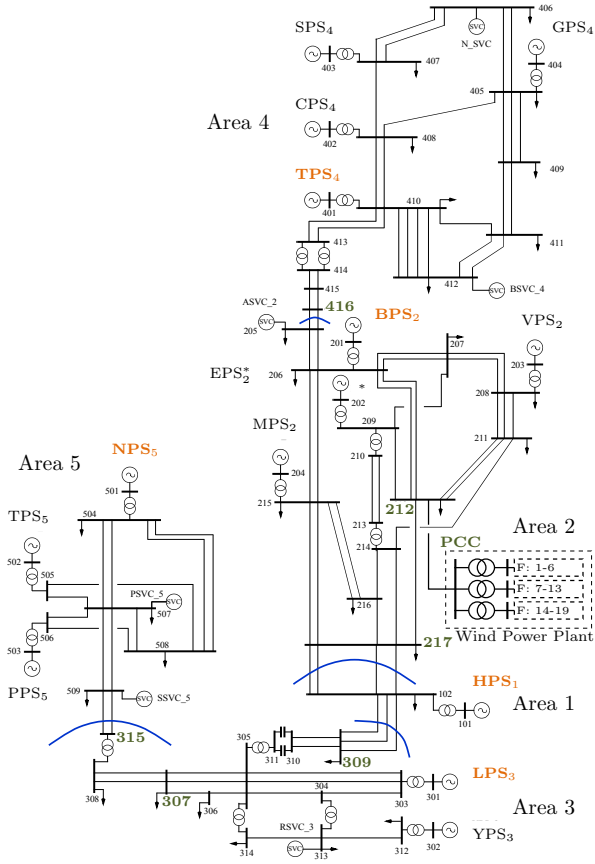 406
SPS4
GPS4
SVC
N_SVC
403
407
404
405
CPS4
Area 4
402
408
409
TPS4
410
401
411
413
414
412
SVC
BSVC_4
415
ASVC_2
416
SVC
BPS2
205
VPS2
201
207
203
EPS2*
206
*
202
208
MPS2
209
211
NPS5
210
Area 5
204
501
215
212
TPS5
504
213
Area 2
PCC
502
214
505
F: 1-6
PSVC_5
SVC
F: 7-13
507
216
F: 14-19
506
503
508
217
Wind Power Plant
PPS5
509
SVC
SSVC_5
HPS1
102
Area 1
101
315
305
311
310
309
LPS3
308
307
306
304
303
301
Area 3
RSVC_3
314
SVC
313
312
302
YPS3